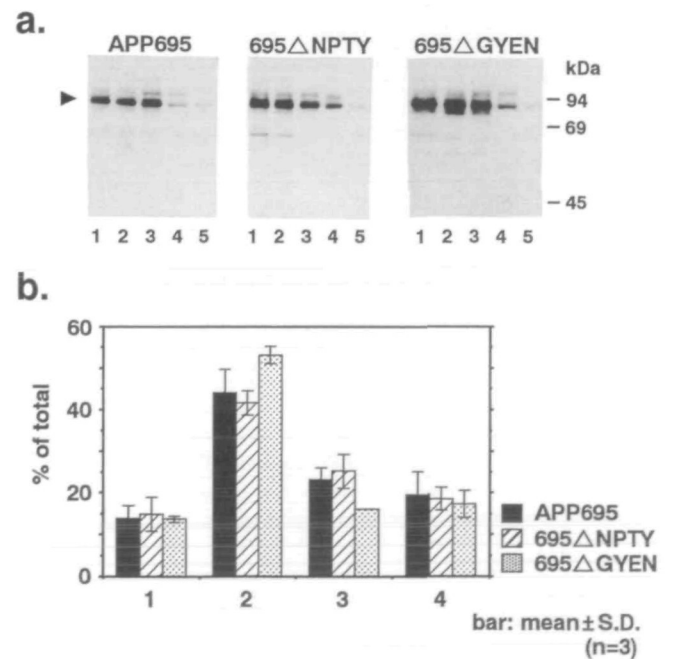 a.
APP695 695△NPTY 695△GYEN
kDa
94
69
45
1 2 3 4 5 1 2 3 4 5 1 2 3 4 5
b.
60
40
20
0
% of total
1 2 3 4
APP695
695△NPTY
695△GYEN
bar: mean±S.D.
(n=3)